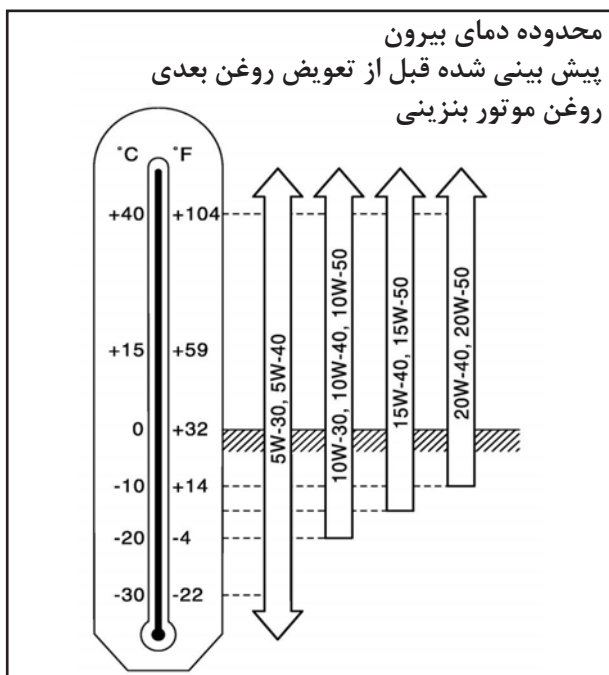 محدوده دمای بیرون
پیش بینی شده قبل از تعویض روغن بعدی
روغن موتور بنزینی
°C °F
+40 +104
+15 +59
0 +32
-10 +14
-20 -4
-30 -22
5W-30, 5W-40
10W-30, 10W-40, 10W-50
15W-40, 15W-50
20W-40, 20W-50